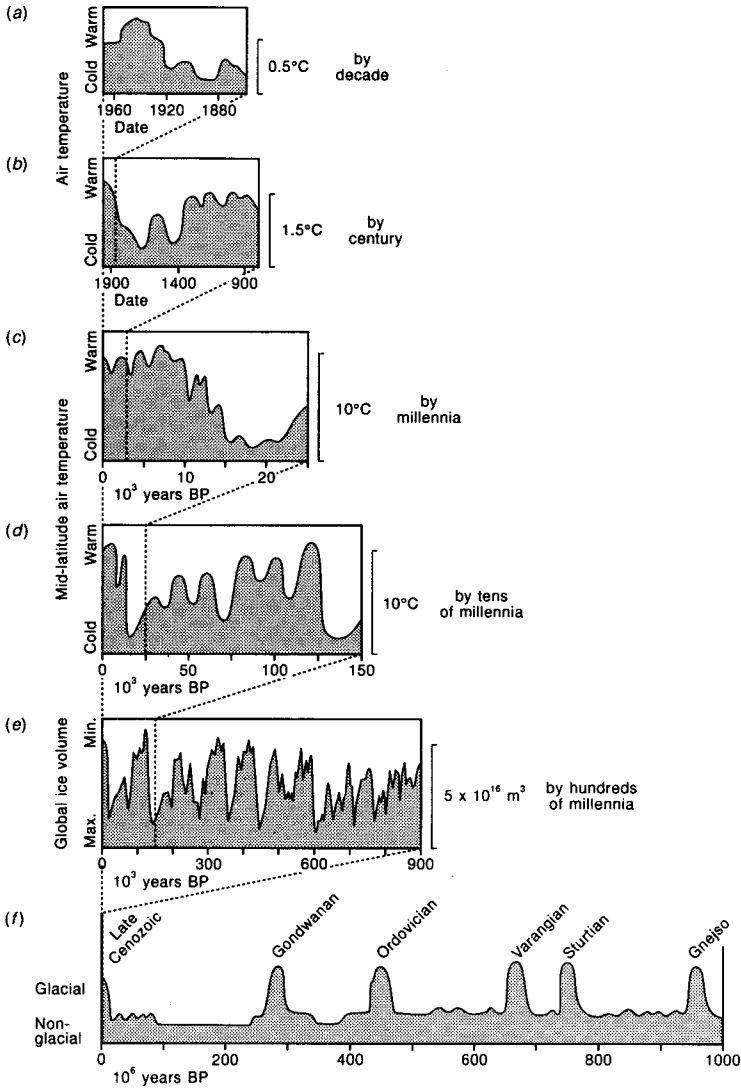 (a)
Warm
Cold
0.5°C
by
decade
1960 1920 1880
Date
Air temperature
(b)
Warm
Cold
1.5°C
by
century
1900 1400 900
Date
(c)
Warm
Cold
10°C
by
millennia
0 10 20
10³ years BP
Mid-latitude air temperature
(d)
Warm
Cold
10°C
by tens
of millennia
0 50 100 150
10³ years BP
(e)
Global ice volume
Min.
Max.
5 x 10¹⁶ m³
by hundreds
of millennia
0 300 600 900
10³ years BP
(f)
Late
Cenozoic
Gondwanan
Ordovician
Varangian
Sturtian
Gnejso
Glacial
Non-
glacial
0 200 400 600 800 1000
10⁶ years BP